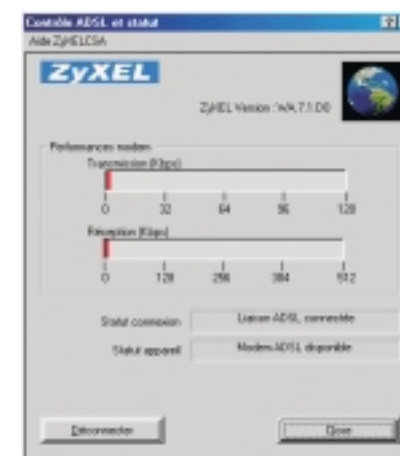 Contrôle ADSL et statut
Aide ZyXELCSA
ZyXEL
ZyXEL Version : WA.7.1.D0
Performances modem
Transmission (Kbps)
0 32 64 96 128
Réception (Kbps)
0 128 256 384 512
Statut connexion Liaison ADSL connectée
Statut appareil Modem ADSL disponible
Déconnecter Close